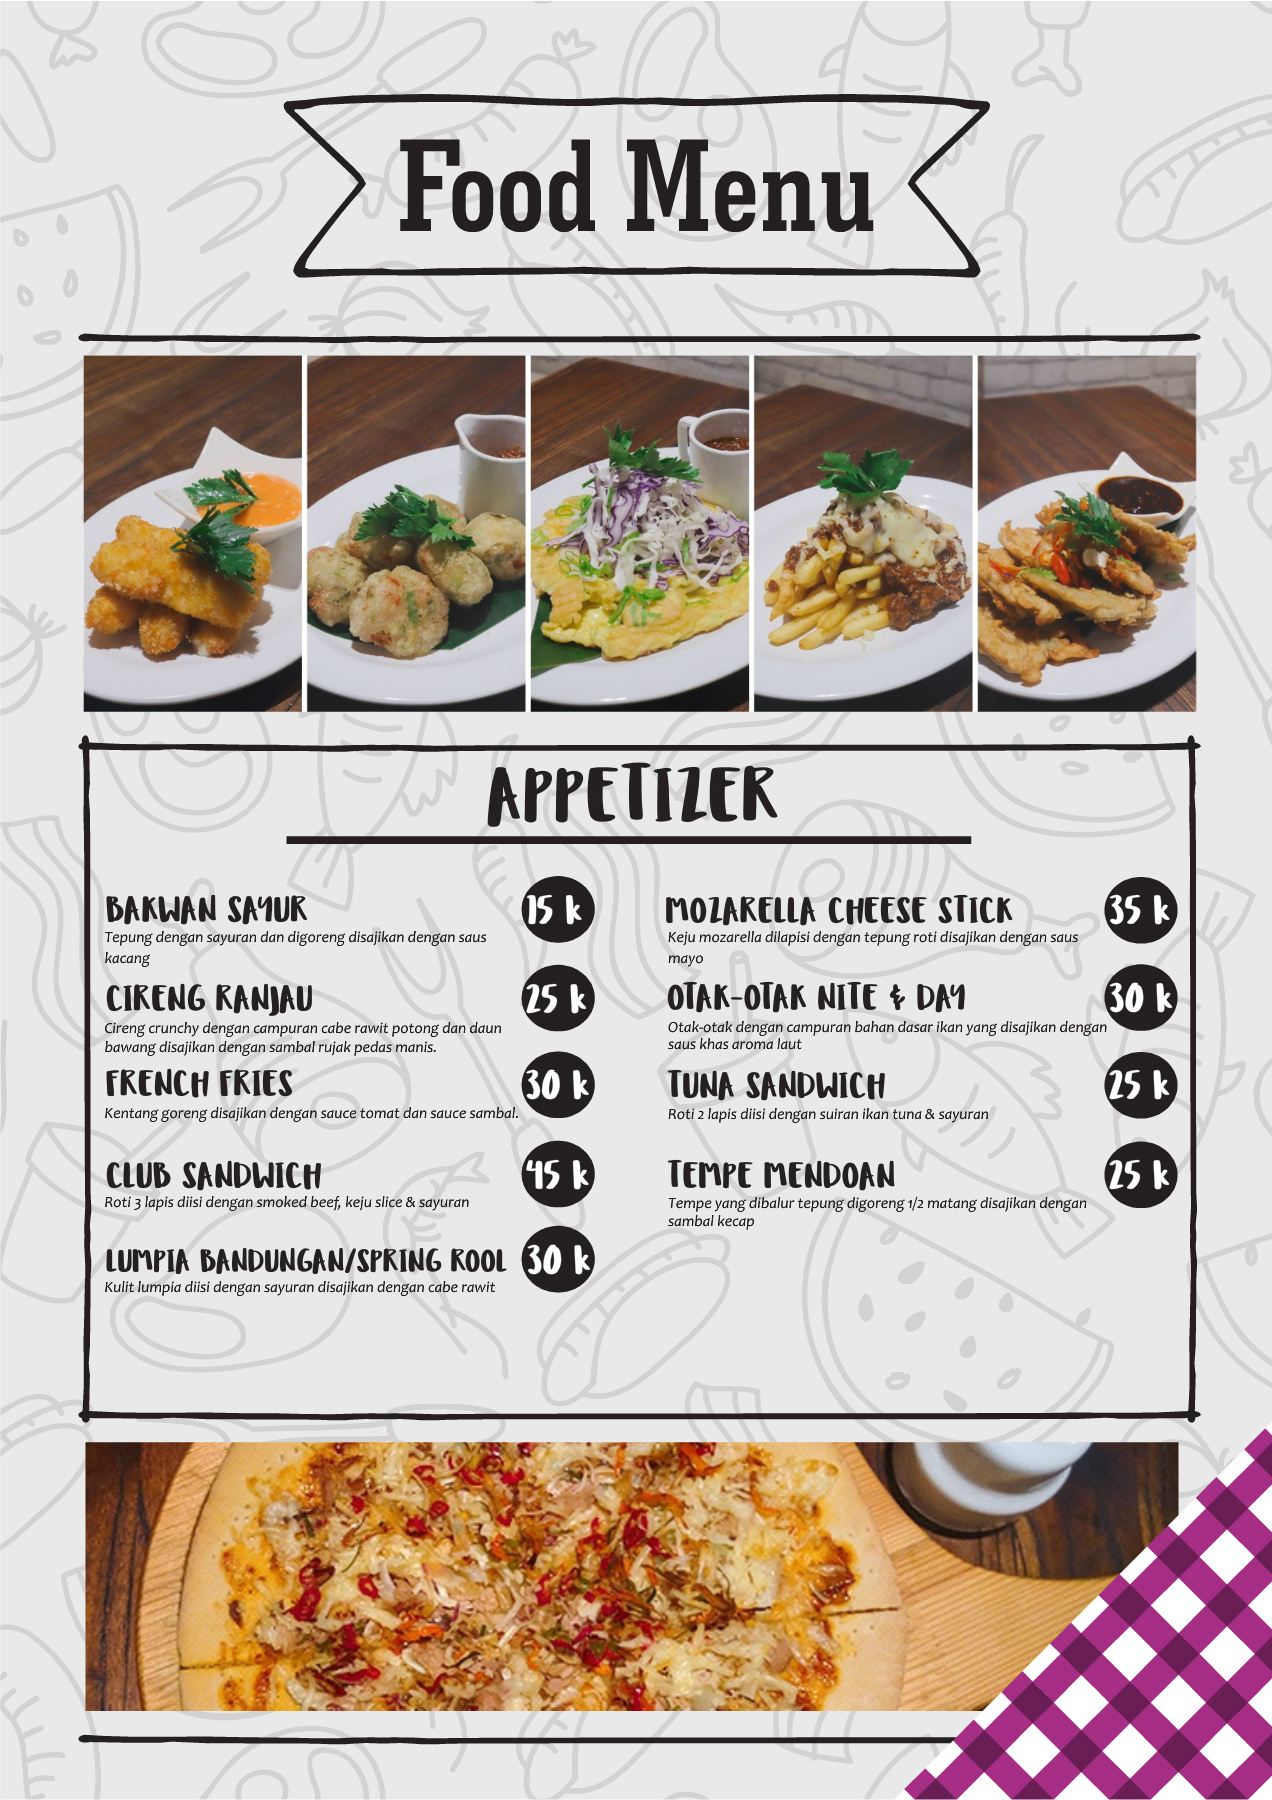 Food Menu
APPETIZER
BAKWAN SAYUR 15 k
Tepung dengan sayuran dan digoreng disajikan dengan saus
kacang
CIRENG RANJAU 25 k
Cireng crunchy dengan campuran cabe rawit potong dan daun
bawang disajikan dengan sambal rujak pedas manis.
FRENCH FRIES 30 k
Kentang goreng disajikan dengan sauce tomat dan sauce sambal.
CLUB SANDWICH 45 k
Roti 3 lapis diisi dengan smoked beef, keju slice & sayuran
LUMPIA BANDUNGAN/SPRING ROOL 30 k
Kulit lumpia diisi dengan sayuran disajikan dengan cabe rawit
MOZARELLA CHEESE STICK 35 k
Keju mozarella dilapisi dengan tepung roti disajikan dengan saus
mayo
OTAK-OTAK NITE & DAY 30 k
Otak-otak dengan campuran bahan dasar ikan yang disajikan dengan
saus khas aroma laut
TUNA SANDWICH 25 k
Roti 2 lapis diisi dengan suiran ikan tuna & sayuran
TEMPE MENDOAN 25 k
Tempe yang dibalur tepung digoreng 1/2 matang disajikan dengan
sambal kecap